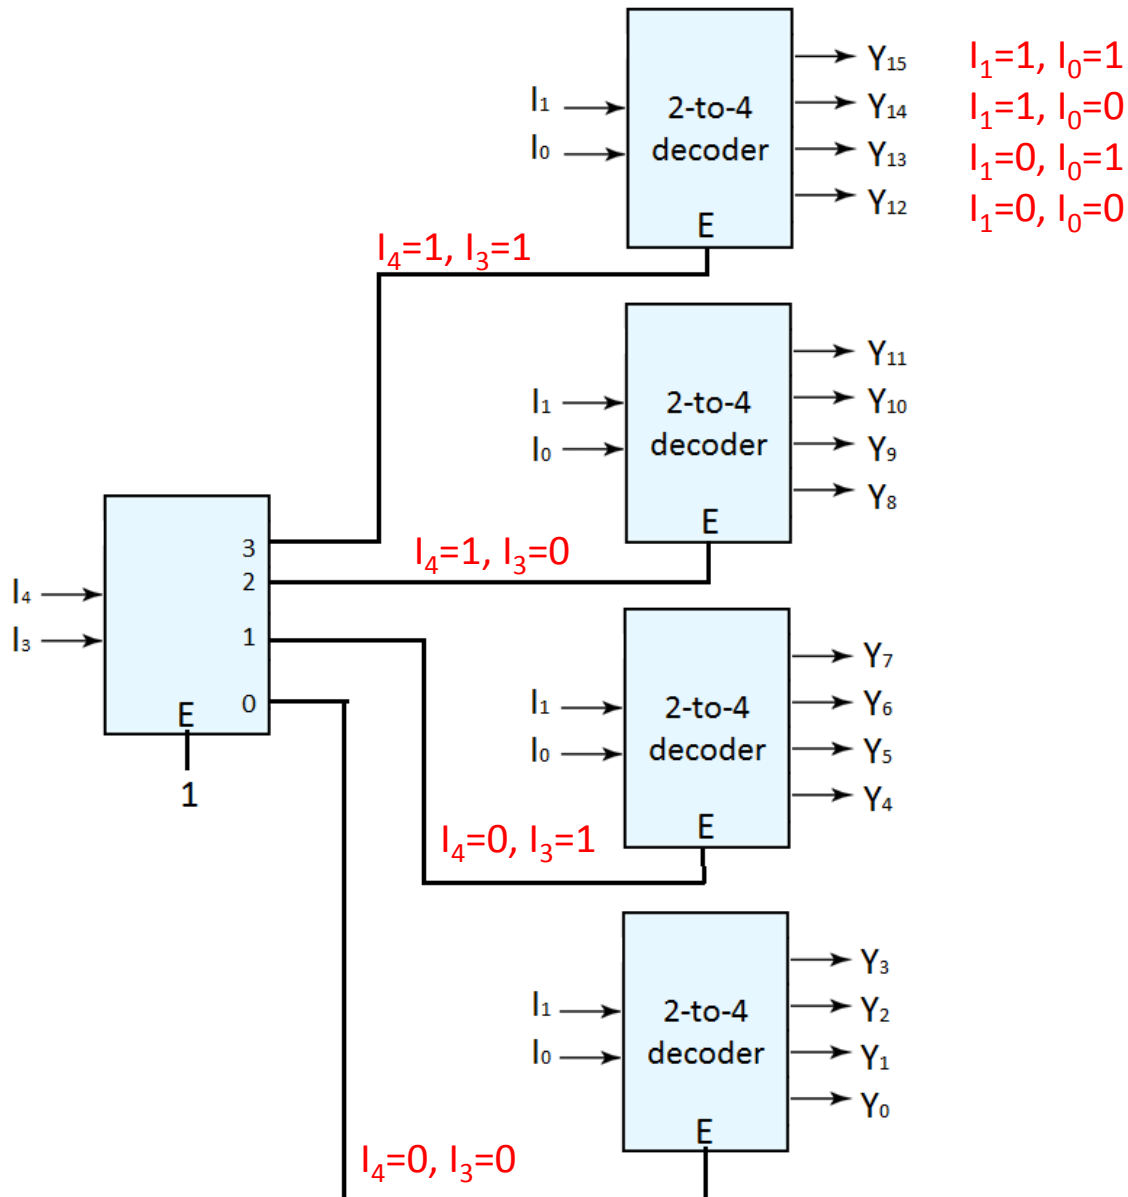 Y15 I1=1, I0=1
I1 2-to-4 Y14 I1=1, I0=0
I0 decoder Y13 I1=0, I0=1
Y12 I1=0, I0=0
E
I4=1, I3=1
Y11
I1 2-to-4 Y10
I0 decoder Y9
Y8
E
3
I4=1, I3=0
2
I4
I3 1
0
E
1
Y7
I1 2-to-4 Y6
I0 decoder Y5
Y4
E
I4=0, I3=1
Y3
I1 2-to-4 Y2
I0 decoder Y1
Y0
E
I4=0, I3=0